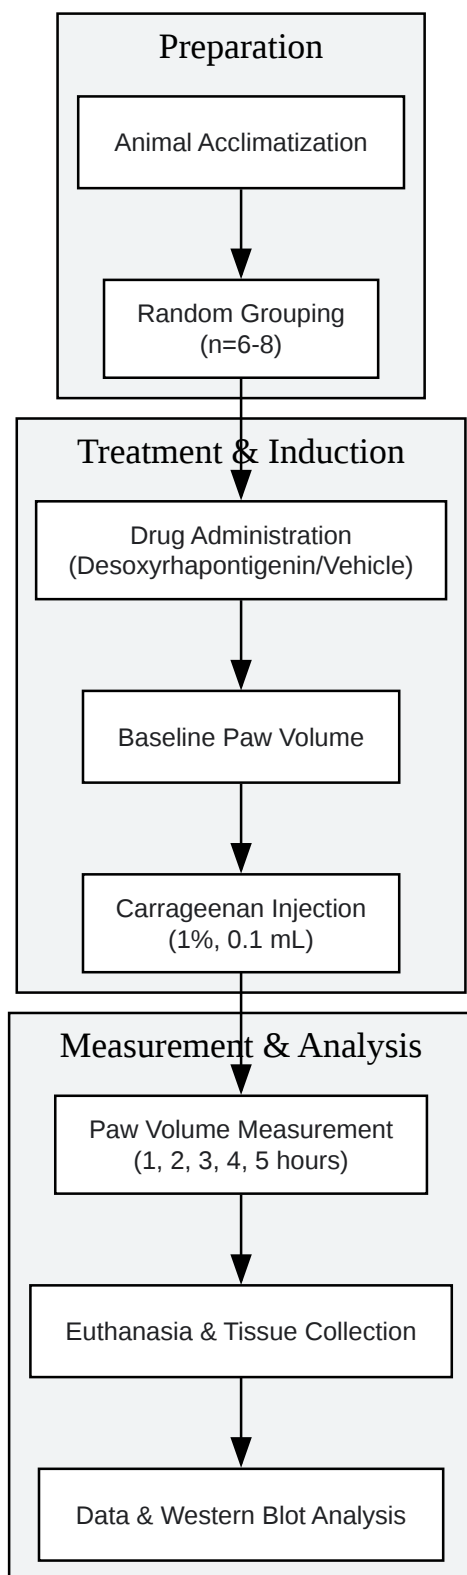 Preparation
Animal Acclimatization
Random Grouping
(n=6-8)
Treatment & Induction
Drug Administration
(Desoxyrhapontigenin/Vehicle)
Baseline Paw Volume
Carrageenan Injection
(1%, 0.1 mL)
Measurement & Analysis
Paw Volume Measurement
(1, 2, 3, 4, 5 hours)
Euthanasia & Tissue Collection
Data & Western Blot Analysis